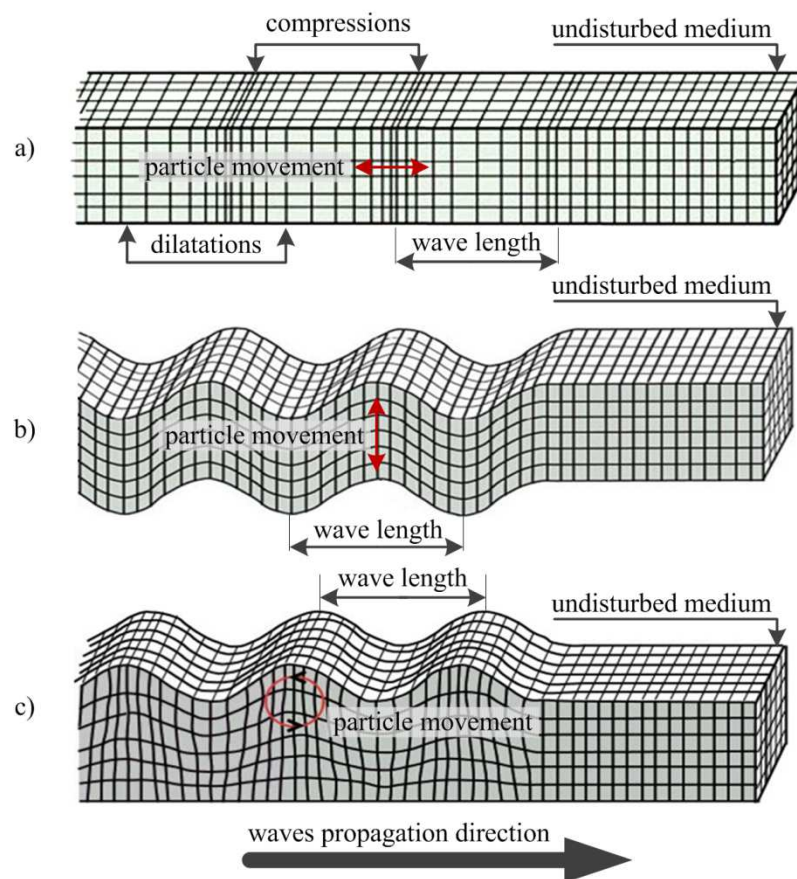 compressions
undisturbed medium
a)
particle movement
dilatations
wave length
undisturbed medium
b)
particle movement
wave length
wave length
undisturbed medium
c)
particle movement
waves propagation direction